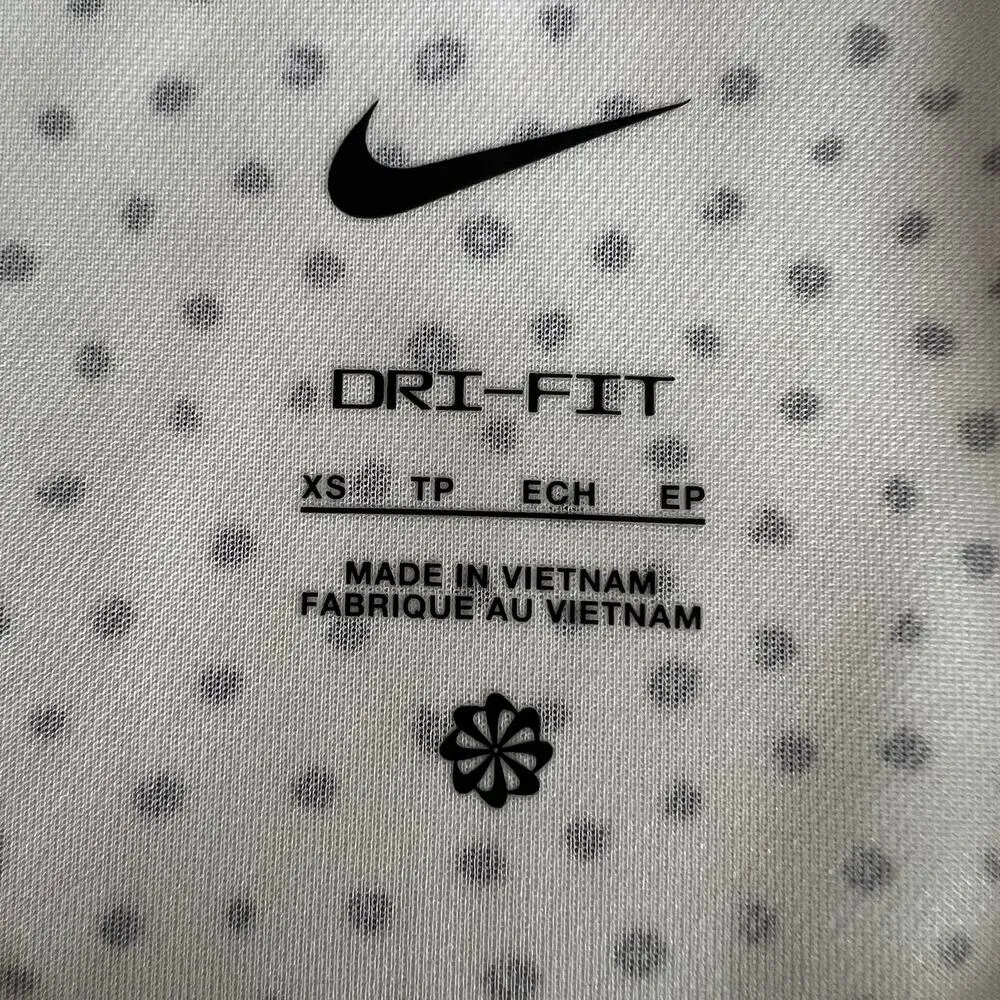 DRI-FIT
XS TP ECH EP
MADE IN VIETNAM
FABRIQUE AU VIETNAM